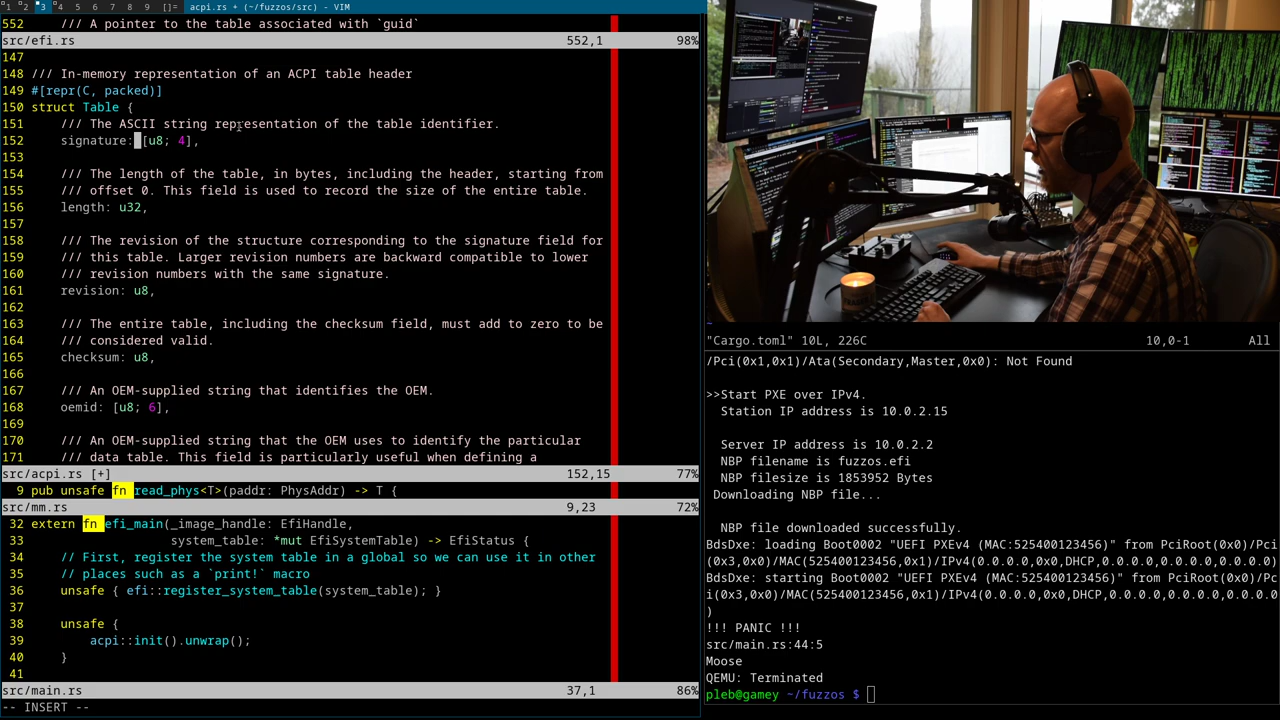 1 2 3 4 5 6 7 8 9 []= acpi.rs + (~/fuzzos/src) - VIM
552 /// A pointer to the table associated with `guid`
src/efi.rs 552,1 98%
147
148 /// In-memory representation of an ACPI table header
149 #[repr(C, packed)]
150 struct Table {
151 /// The ASCII string representation of the table identifier.
152 signature: [u8; 4],
153
154 /// The length of the table, in bytes, including the header, starting from
155 /// offset 0. This field is used to record the size of the entire table.
156 length: u32,
157
158 /// The revision of the structure corresponding to the signature field for
159 /// this table. Larger revision numbers are backward compatible to lower
160 /// revision numbers with the same signature.
161 revision: u8,
162
163 /// The entire table, including the checksum field, must add to zero to be
164 /// considered valid.
165 checksum: u8,
166
167 /// An OEM-supplied string that identifies the OEM.
168 oemid: [u8; 6],
169
170 /// An OEM-supplied string that the OEM uses to identify the particular
171 /// data table. This field is particularly useful when defining a
src/acpi.rs [+] 152,15 77%
9 pub unsafe fn read_phys<T>(paddr: PhysAddr) -> T {
src/mm.rs 9,23 72%
32 extern fn efi_main(_image_handle: EfiHandle,
33 system_table: *mut EfiSystemTable) -> EfiStatus {
34 // First, register the system table in a global so we can use it in other
35 // places such as a `print!` macro
36 unsafe { efi::register_system_table(system_table); }
37
38 unsafe {
39 acpi::init().unwrap();
40 }
41
src/main.rs 37,1 86%
-- INSERT --
~
"Cargo.toml" 10L, 226C 10,0-1 All
/Pci(0x1,0x1)/Ata(Secondary,Master,0x0): Not Found
>>Start PXE over IPv4.
Station IP address is 10.0.2.15
Server IP address is 10.0.2.2
NBP filename is fuzzos.efi
NBP filesize is 1853952 Bytes
Downloading NBP file...
NBP file downloaded successfully.
BdsDxe: loading Boot0002 "UEFI PXEv4 (MAC:525400123456)" from PciRoot(0x0)/Pci
(0x3,0x0)/MAC(525400123456,0x1)/IPv4(0.0.0.0,0x0,DHCP,0.0.0.0,0.0.0.0,0.0.0.0)
BdsDxe: starting Boot0002 "UEFI PXEv4 (MAC:525400123456)" from PciRoot(0x0)/Pc
i(0x3,0x0)/MAC(525400123456,0x1)/IPv4(0.0.0.0,0x0,DHCP,0.0.0.0,0.0.0.0,0.0.0.0
)
!!! PANIC !!!
src/main.rs:44:5
Moose
QEMU: Terminated
pleb@gamey ~/fuzzos $